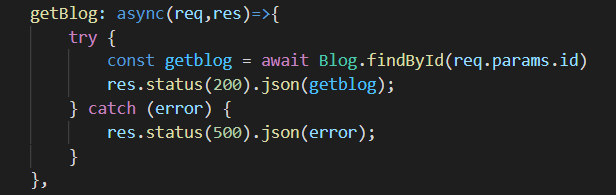 getBlog: async(req,res)=>{
try {
const getblog = await Blog.findById(req.params.id)
res.status(200).json(getblog);
} catch (error) {
res.status(500).json(error);
}
},